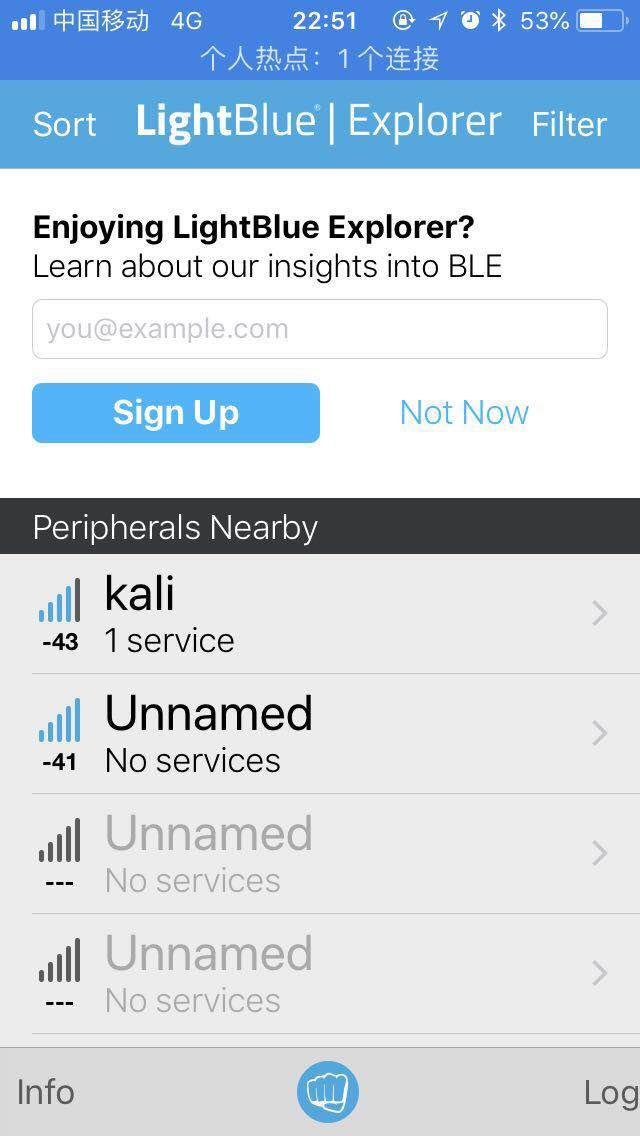 中国移动 4G 22:51 53%
个人热点：1 个连接
Sort LightBlue® | Explorer Filter
Enjoying LightBlue Explorer?
Learn about our insights into BLE
you@example.com
Sign Up Not Now
Peripherals Nearby
kali
-43 1 service
Unnamed
-41 No services
Unnamed
--- No services
Unnamed
--- No services
Info Log